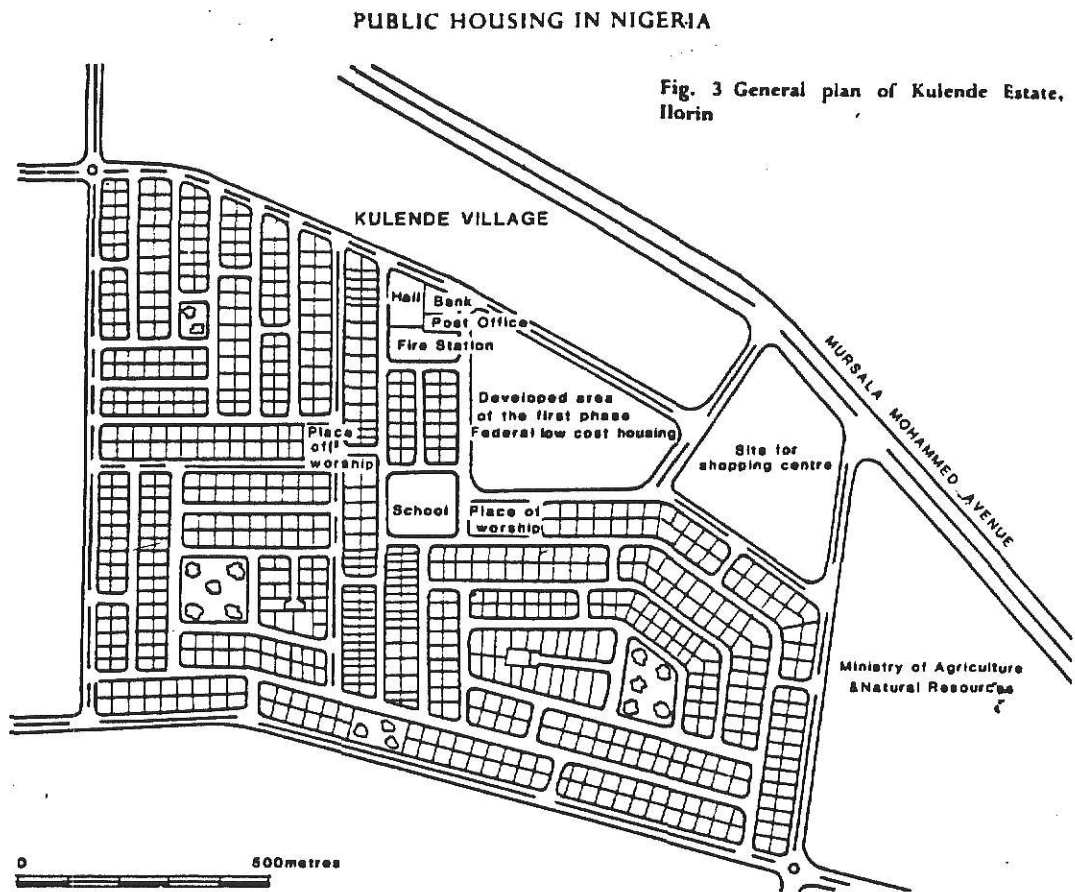 PUBLIC HOUSING IN NIGERIA
Fig. 3 General plan of Kulende Estate,
Ilorin
KULENDE VILLAGE
Hall
Bank
Post Office
Fire Station
MURSALA MOHAMMED AVENUE
Developed area
of the first phase
Federal low cost housing
Place
off
worship
Site for
shopping centre
School
Place of
worship
Ministry of Agriculture
&Natural Resources
0
500metres